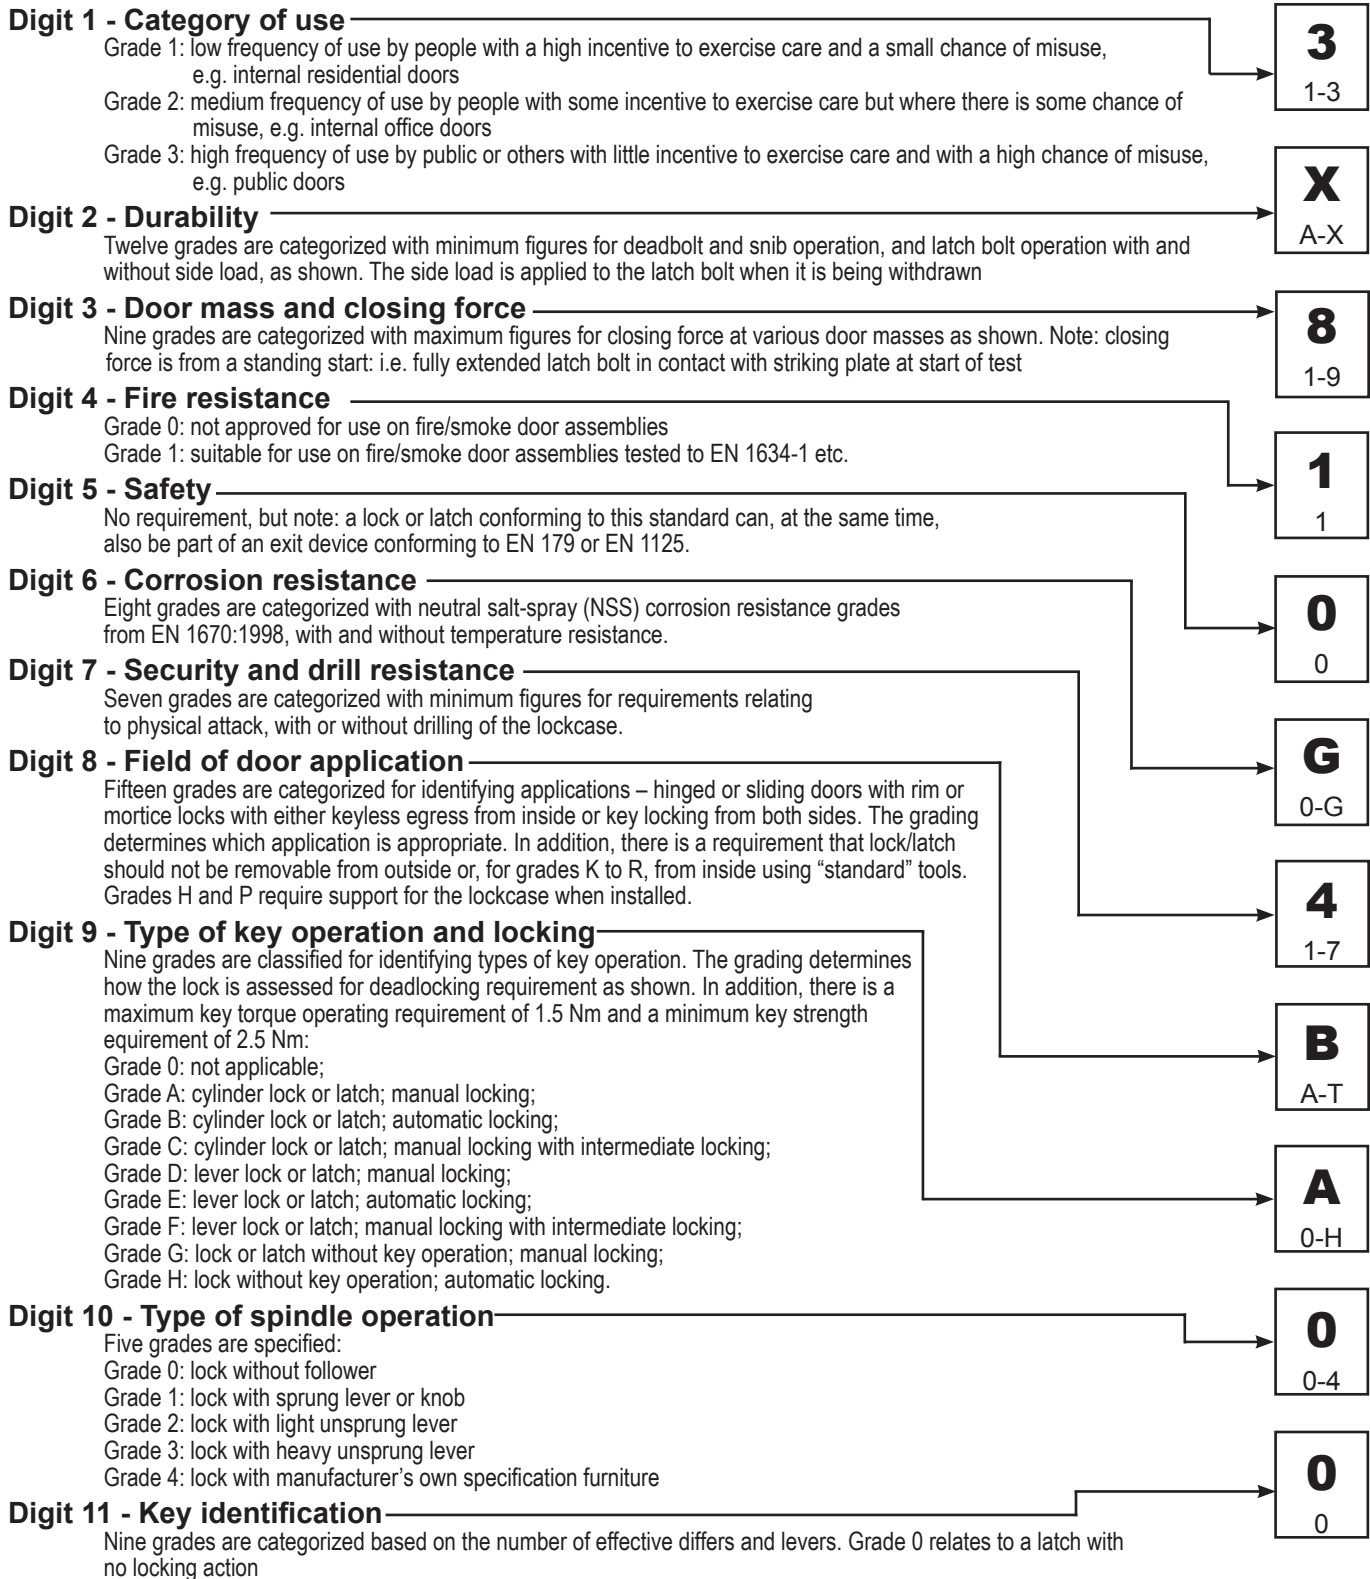 Digit 1 - Category of use
Grade 1: low frequency of use by people with a high incentive to exercise care and a small chance of misuse,
e.g. internal residential doors
Grade 2: medium frequency of use by people with some incentive to exercise care but where there is some chance of
misuse, e.g. internal office doors
Grade 3: high frequency of use by public or others with little incentive to exercise care and with a high chance of misuse,
e.g. public doors
3
1-3
Digit 2 - Durability
Twelve grades are categorized with minimum figures for deadbolt and snib operation, and latch bolt operation with and
without side load, as shown. The side load is applied to the latch bolt when it is being withdrawn
X
A-X
Digit 3 - Door mass and closing force
Nine grades are categorized with maximum figures for closing force at various door masses as shown. Note: closing
force is from a standing start: i.e. fully extended latch bolt in contact with striking plate at start of test
8
1-9
Digit 4 - Fire resistance
Grade 0: not approved for use on fire/smoke door assemblies
Grade 1: suitable for use on fire/smoke door assemblies tested to EN 1634-1 etc.
1
1
Digit 5 - Safety
No requirement, but note: a lock or latch conforming to this standard can, at the same time,
also be part of an exit device conforming to EN 179 or EN 1125.
0
0
Digit 6 - Corrosion resistance
Eight grades are categorized with neutral salt-spray (NSS) corrosion resistance grades
from EN 1670:1998, with and without temperature resistance.
G
0-G
Digit 7 - Security and drill resistance
Seven grades are categorized with minimum figures for requirements relating
to physical attack, with or without drilling of the lockcase.
4
1-7
Digit 8 - Field of door application
Fifteen grades are categorized for identifying applications – hinged or sliding doors with rim or
mortice locks with either keyless egress from inside or key locking from both sides. The grading
determines which application is appropriate. In addition, there is a requirement that lock/latch
should not be removable from outside or, for grades K to R, from inside using “standard” tools.
Grades H and P require support for the lockcase when installed.
B
A-T
Digit 9 - Type of key operation and locking
Nine grades are classified for identifying types of key operation. The grading determines
how the lock is assessed for deadlocking requirement as shown. In addition, there is a
maximum key torque operating requirement of 1.5 Nm and a minimum key strength
equirement of 2.5 Nm:
Grade 0: not applicable;
Grade A: cylinder lock or latch; manual locking;
Grade B: cylinder lock or latch; automatic locking;
Grade C: cylinder lock or latch; manual locking with intermediate locking;
Grade D: lever lock or latch; manual locking;
Grade E: lever lock or latch; automatic locking;
Grade F: lever lock or latch; manual locking with intermediate locking;
Grade G: lock or latch without key operation; manual locking;
Grade H: lock without key operation; automatic locking.
A
0-H
Digit 10 - Type of spindle operation
Five grades are specified:
Grade 0: lock without follower
Grade 1: lock with sprung lever or knob
Grade 2: lock with light unsprung lever
Grade 3: lock with heavy unsprung lever
Grade 4: lock with manufacturer’s own specification furniture
0
0-4
Digit 11 - Key identification
Nine grades are categorized based on the number of effective differs and levers. Grade 0 relates to a latch with
no locking action
0
0